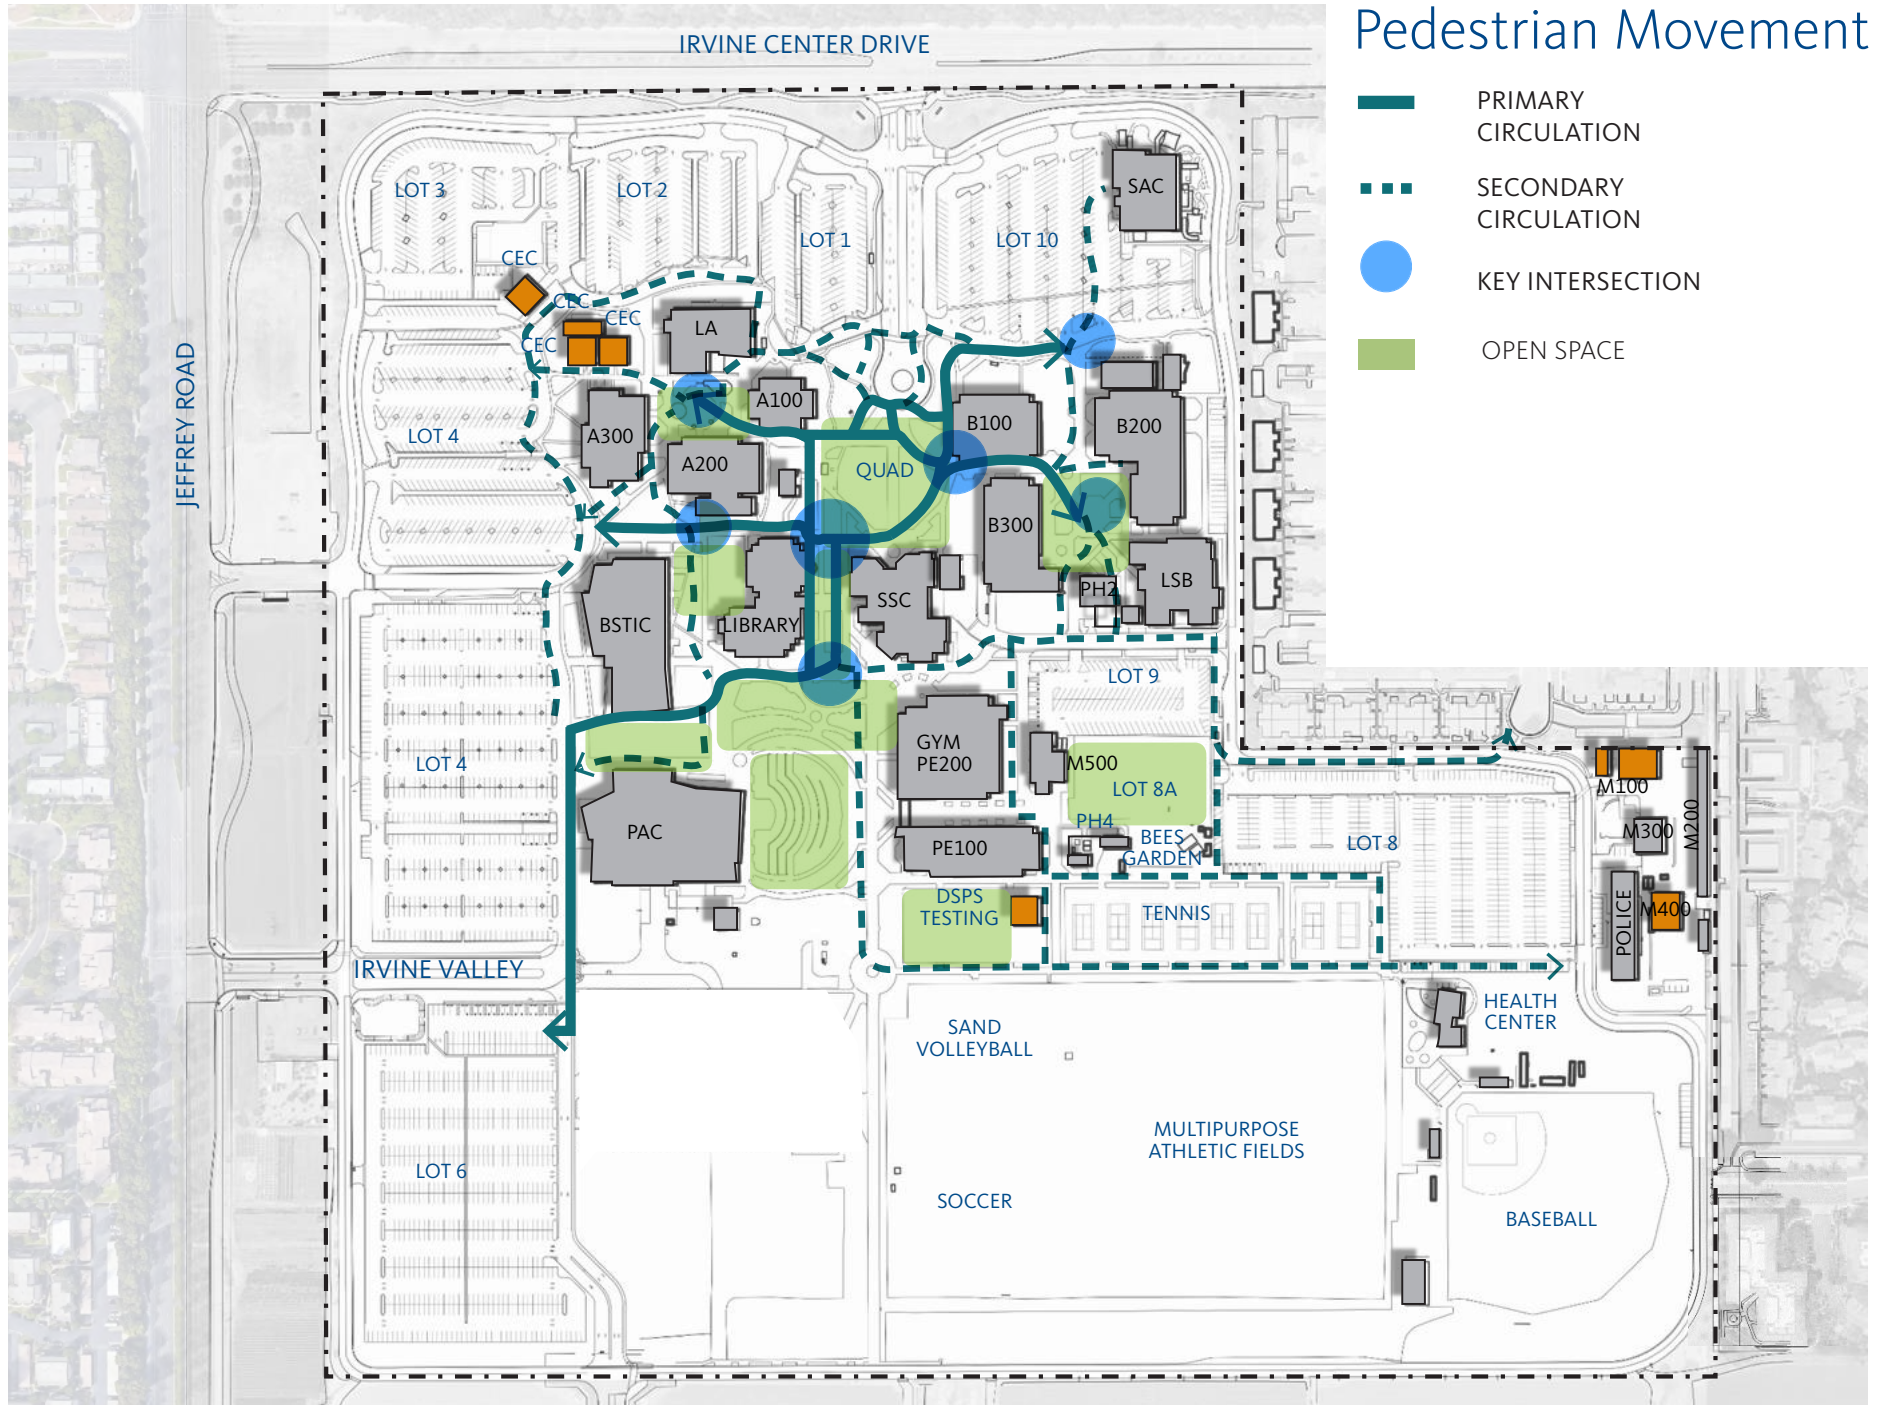 Pedestrian Movement
PRIMARY
CIRCULATION
SECONDARY
CIRCULATION
KEY INTERSECTION
OPEN SPACE
IRVINE CENTER DRIVE
JEFFREY ROAD
LOT 3
LOT 2
LOT 1
LOT 10
SAC
CEC
CEC
CEC
CEC
LA
A100
A300
A200
LOT 4
QUAD
B100
B200
B300
PH2
LSB
BSTIC
LIBRARY
SSC
LOT 9
GYM
PE200
M500
LOT 8A
LOT 4
PAC
PH4
BEES
GARDEN
PE100
LOT 8
M100
M300
M200
M400
POLICE
DSPS
TESTING
TENNIS
IRVINE VALLEY
HEALTH
CENTER
SAND
VOLLEYBALL
MULTIPURPOSE
ATHLETIC FIELDS
LOT 6
SOCCER
BASEBALL